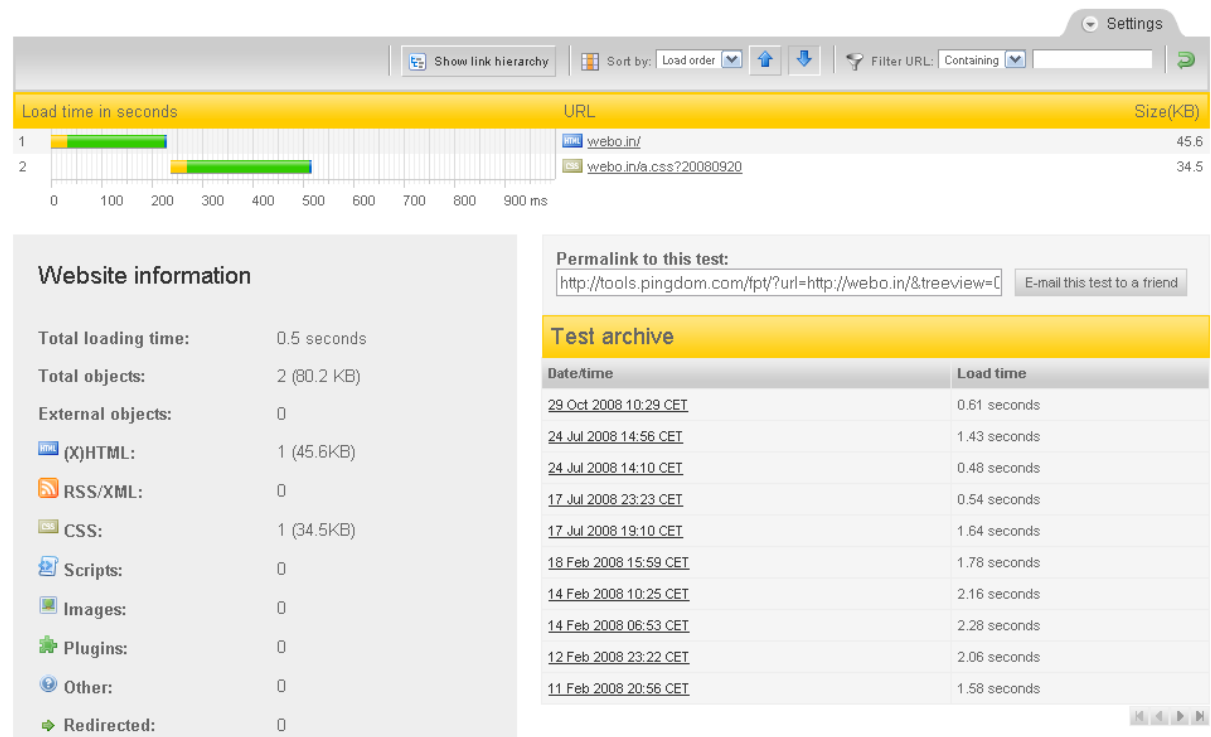 Settings
Show link hierarchy Sort by: Load order Filter URL: Containing
Load time in seconds URL Size(KB)
1 HTML webo.in/ 45.6
2 CSS webo.in/a.css?20080920 34.5
0 100 200 300 400 500 600 700 800 900 ms
Website information
Total loading time: 0.5 seconds
Total objects: 2 (80.2 KB)
External objects: 0
HTML (X)HTML: 1 (45.6KB)
RSS/XML: 0
CSS CSS: 1 (34.5KB)
Scripts: 0
Images: 0
Plugins: 0
Other: 0
Redirected: 0
Permalink to this test:
http://tools.pingdom.com/fpt/?url=http://webo.in/&treeview=0 E-mail this test to a friend
Test archive
Date/time Load time
29 Oct 2008 10:29 CET 0.61 seconds
24 Jul 2008 14:56 CET 1.43 seconds
24 Jul 2008 14:10 CET 0.48 seconds
17 Jul 2008 23:23 CET 0.54 seconds
17 Jul 2008 19:10 CET 1.64 seconds
18 Feb 2008 15:59 CET 1.78 seconds
14 Feb 2008 10:25 CET 2.16 seconds
14 Feb 2008 06:53 CET 2.28 seconds
12 Feb 2008 23:22 CET 2.06 seconds
11 Feb 2008 20:56 CET 1.58 seconds